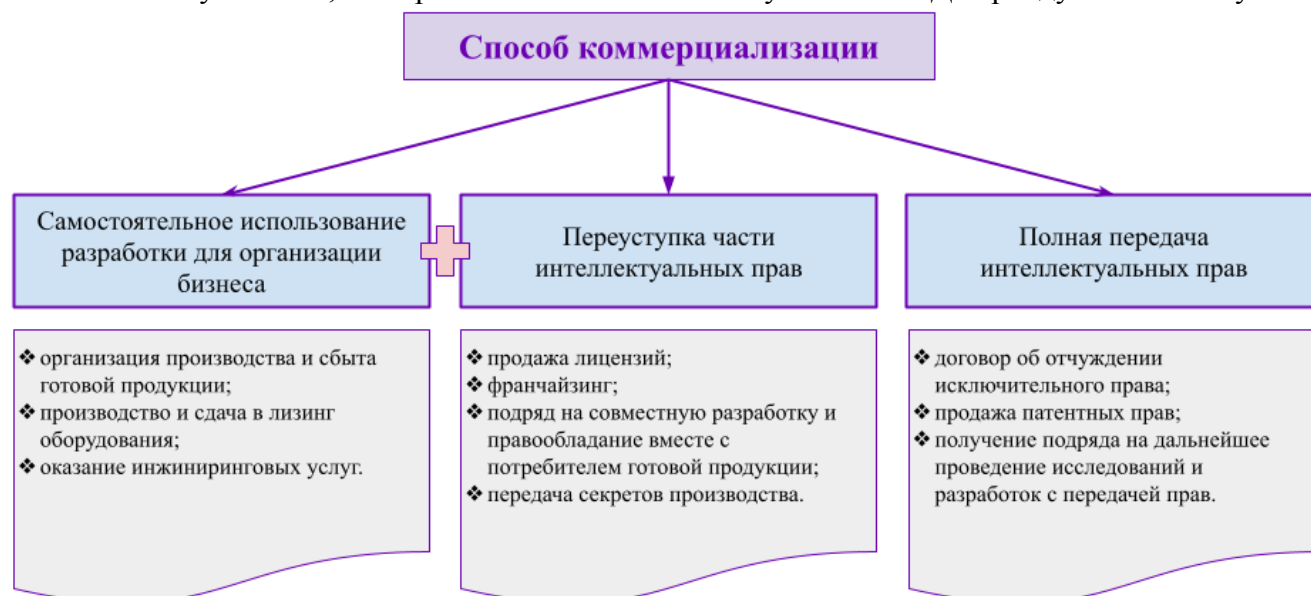 Способ коммерциализации
Самостоятельное использование
разработки для организации
бизнеса
Переуступка части
интеллектуальных прав
Полная передача
интеллектуальных прав
❖ организация производства и сбыта
готовой продукции;
❖ производство и сдача в лизинг
оборудования;
❖ оказание инжиниринговых услуг.
❖ продажа лицензий;
❖ франчайзинг;
❖ подряд на совместную разработку и
правообладание вместе с
потребителем готовой продукции;
❖ передача секретов производства.
❖ договор об отчуждении
исключительного права;
❖ продажа патентных прав;
❖ получение подряда на дальнейшее
проведение исследований и
разработок с передачей прав.